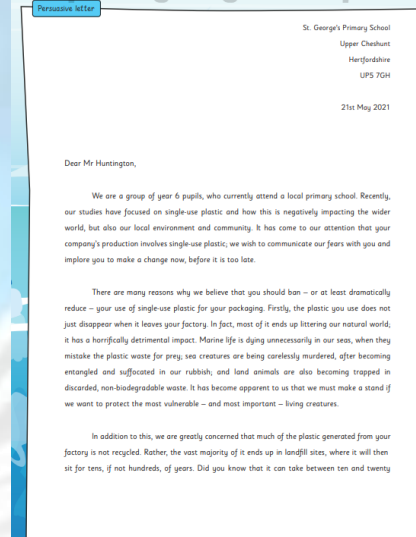 Persuasive letter
St. George's Primary School
Upper Cheshunt
Hertfordshire
UP5 7GH
21st May 2021
Dear Mr Huntington,
We are a group of year 6 pupils, who currently attend a local primary school. Recently,
our studies have focused on single-use plastic and how this is negatively impacting the wider
world, but also our local environment and community. It has come to our attention that your
company's production involves single-use plastic; we wish to communicate our fears with you and
implore you to make a change now, before it is too late.
There are many reasons why we believe that you should ban – or at least dramatically
reduce – your use of single-use plastic for your packaging. Firstly, the plastic you use does not
just disappear when it leaves your factory. In fact, most of it ends up littering our natural world;
it has a horrifically detrimental impact. Marine life is dying unnecessarily in our seas, when they
mistake the plastic waste for prey; sea creatures are being carelessly murdered, after becoming
entangled and suffocated in our rubbish; and land animals are also becoming trapped in
discarded, non-biodegradable waste. It has become apparent to us that we must make a stand if
we want to protect the most vulnerable – and most important – living creatures.
In addition to this, we are greatly concerned that much of the plastic generated from your
factory is not recycled. Rather, the vast majority of it ends up in landfill sites, where it will then
sit for tens, if not hundreds, of years. Did you know that it can take between ten and twenty